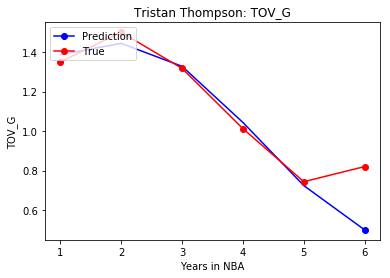 Tristan Thompson: TOV_G
Prediction
True
1.4
1.2
1.0
0.8
0.6
TOV_G
1 2 3 4 5 6
Years in NBA